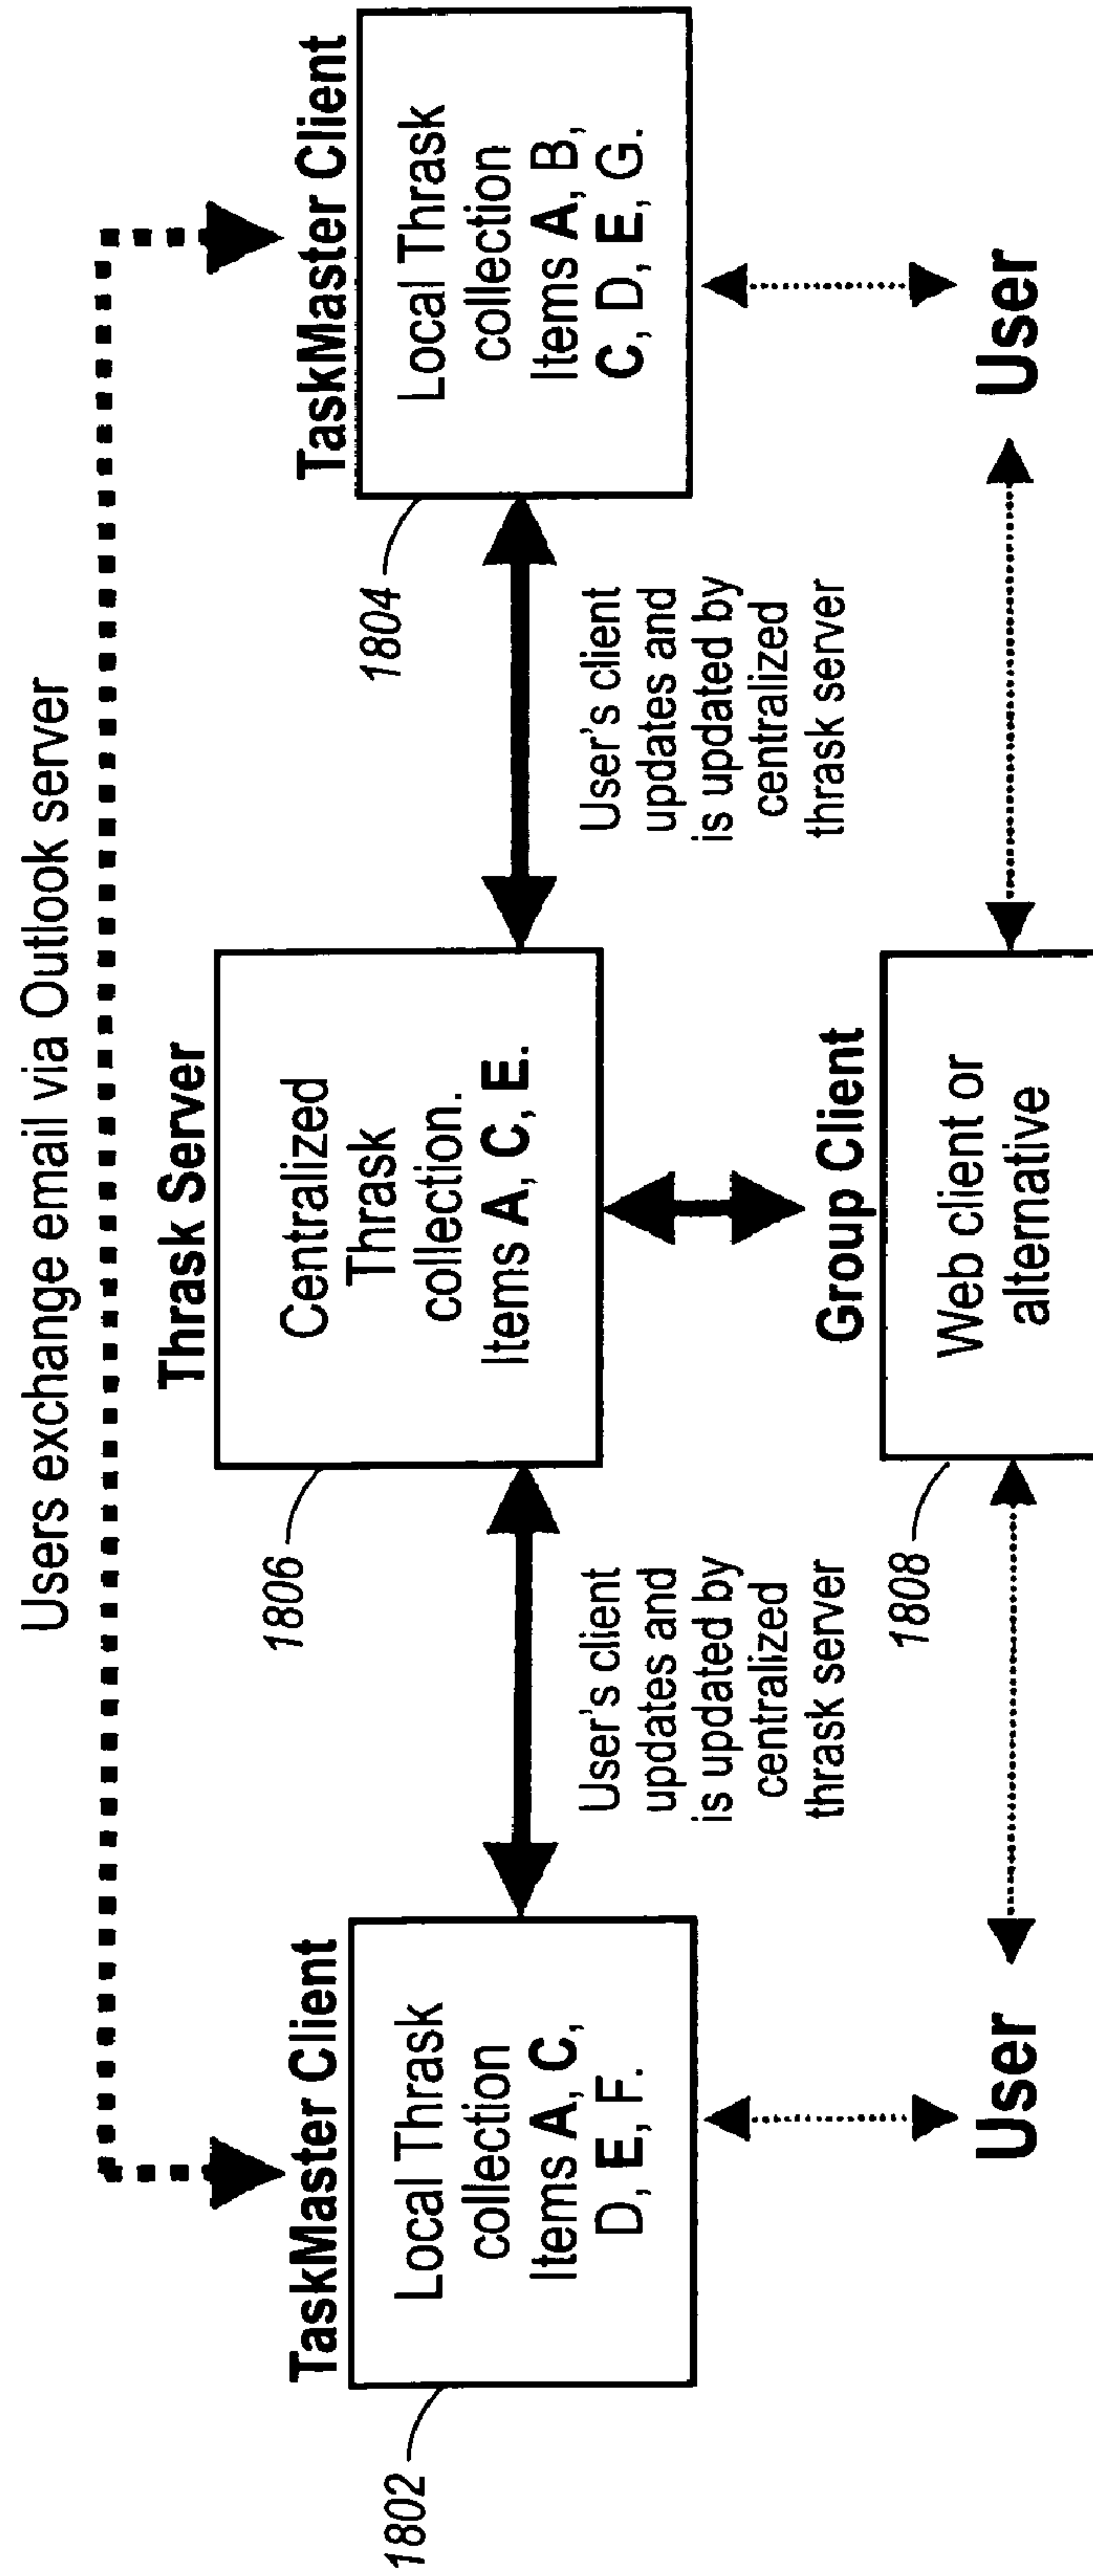 Users exchange email via Outlook server
TaskMaster Client
Local Thrask
collection
Items A, C,
D, E, F.
1802
Thrask Server
Centralized
Thrask
collection.
Items A, C, E.
1806
TaskMaster Client
Local Thrask
collection
Items A, B,
C, D, E, G.
1804
User's client
updates and
is updated by
centralized
thrask server
User's client
updates and
is updated by
centralized
thrask server
User
Group Client
Web client or
alternative
1808
User